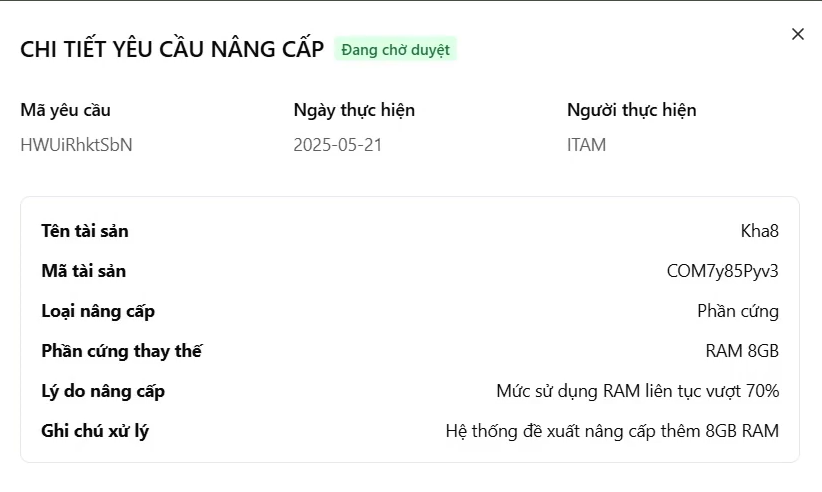 CHI TIẾT YÊU CẦU NÂNG CẤP Đang chờ duyệt
Mã yêu cầu Ngày thực hiện Người thực hiện
HWUiRhktSbN 2025-05-21 ITAM
Tên tài sản Kha8
Mã tài sản COM7y85Pyv3
Loại nâng cấp Phần cứng
Phần cứng thay thế RAM 8GB
Lý do nâng cấp Mức sử dụng RAM liên tục vượt 70%
Ghi chú xử lý Hệ thống đề xuất nâng cấp thêm 8GB RAM